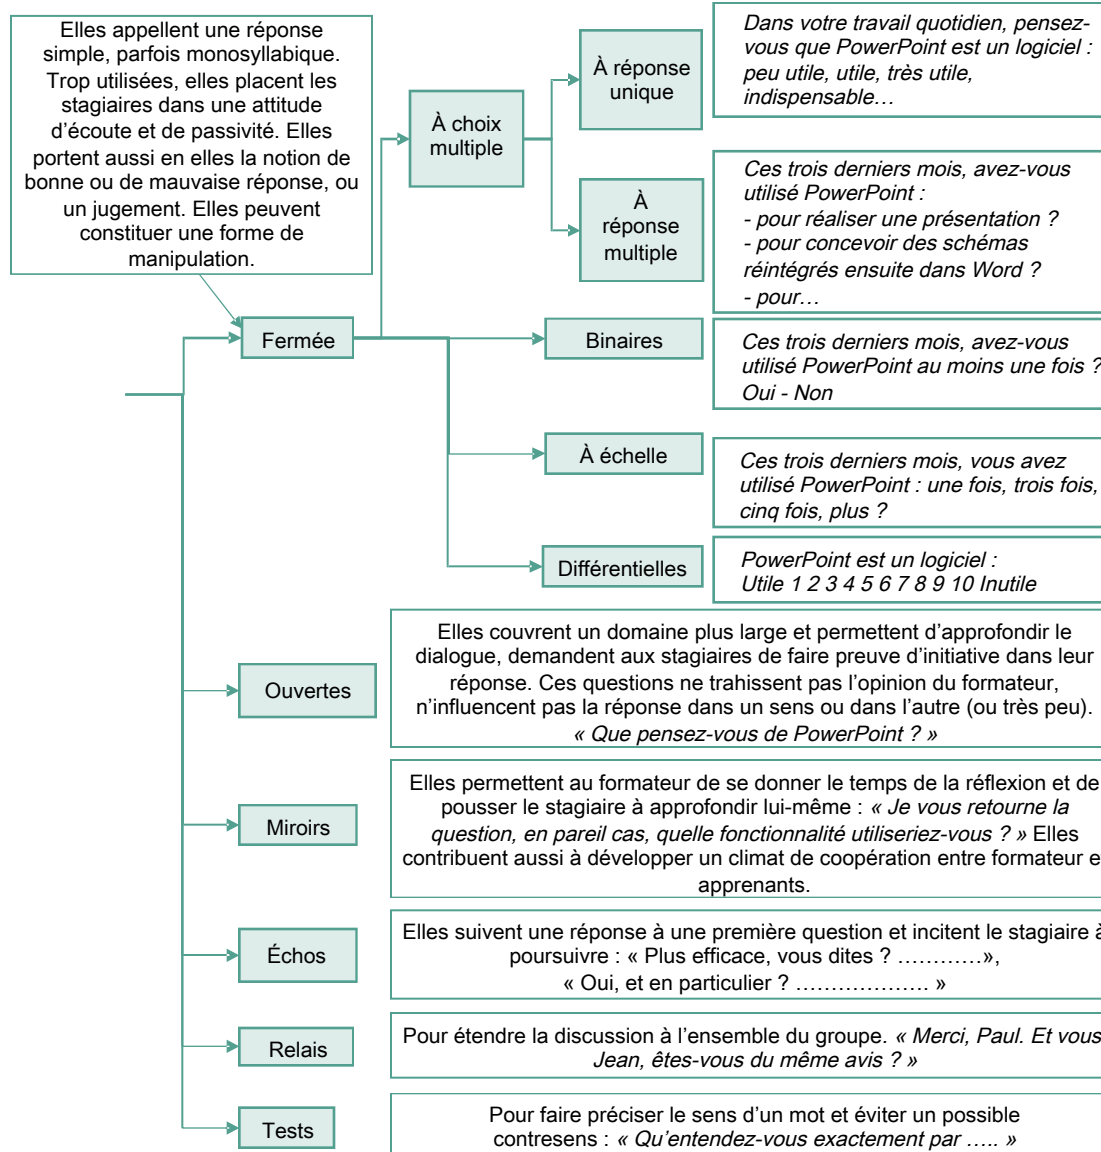 Elles appellent une réponse
simple, parfois monosyllabique.
Trop utilisées, elles placent les
stagiaires dans une attitude
d’écoute et de passivité. Elles
portent aussi en elles la notion de
bonne ou de mauvaise réponse, ou
un jugement. Elles peuvent
constituer une forme de
manipulation.
Fermée
À choix
multiple
À réponse
unique
Dans votre travail quotidien, pensez-
vous que PowerPoint est un logiciel :
peu utile, utile, très utile,
indispensable…
À
réponse
multiple
Ces trois derniers mois, avez-vous
utilisé PowerPoint :
- pour réaliser une présentation ?
- pour concevoir des schémas
réintégrés ensuite dans Word ?
- pour…
Binaires
Ces trois derniers mois, avez-vous
utilisé PowerPoint au moins une fois ?
Oui - Non
À échelle
Ces trois derniers mois, vous avez
utilisé PowerPoint : une fois, trois fois,
cinq fois, plus ?
Différentielles
PowerPoint est un logiciel :
Utile 1 2 3 4 5 6 7 8 9 10 Inutile
Ouvertes
Elles couvrent un domaine plus large et permettent d’approfondir le
dialogue, demandent aux stagiaires de faire preuve d’initiative dans leur
réponse. Ces questions ne trahissent pas l’opinion du formateur,
n’influencent pas la réponse dans un sens ou dans l’autre (ou très peu).
« Que pensez-vous de PowerPoint ? »
Miroirs
Elles permettent au formateur de se donner le temps de la réflexion et de
pousser le stagiaire à approfondir lui-même : « Je vous retourne la
question, en pareil cas, quelle fonctionnalité utiliseriez-vous ? » Elles
contribuent aussi à développer un climat de coopération entre formateur e
apprenants.
Échos
Elles suivent une réponse à une première question et incitent le stagiaire à
poursuivre : « Plus efficace, vous dites ? …………»,
« Oui, et en particulier ? ………………. »
Relais
Pour étendre la discussion à l’ensemble du groupe. « Merci, Paul. Et vous
Jean, êtes-vous du même avis ? »
Tests
Pour faire préciser le sens d’un mot et éviter un possible
contresens : « Qu’entendez-vous exactement par ….. »